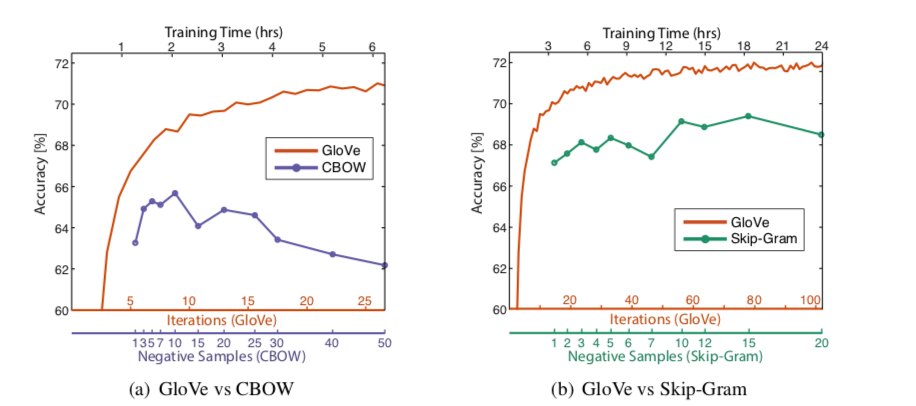 Training Time (hrs)
1 2 3 4 5 6
72
70
68
66
64
62
60
Accuracy [%]
GloVe
CBOW
5 10 15 20 25
Iterations (GloVe)
1 3 5 7 10 15 20 25 30 40 50
Negative Samples (CBOW)
(a) GloVe vs CBOW
Training Time (hrs)
3 6 9 12 15 18 21 24
72
70
68
66
64
62
60
Accuracy [%]
GloVe
Skip-Gram
20 40 60 80 100
Iterations (GloVe)
1 2 3 4 5 6 7 10 12 15 20
Negative Samples (Skip-Gram)
(b) GloVe vs Skip-Gram